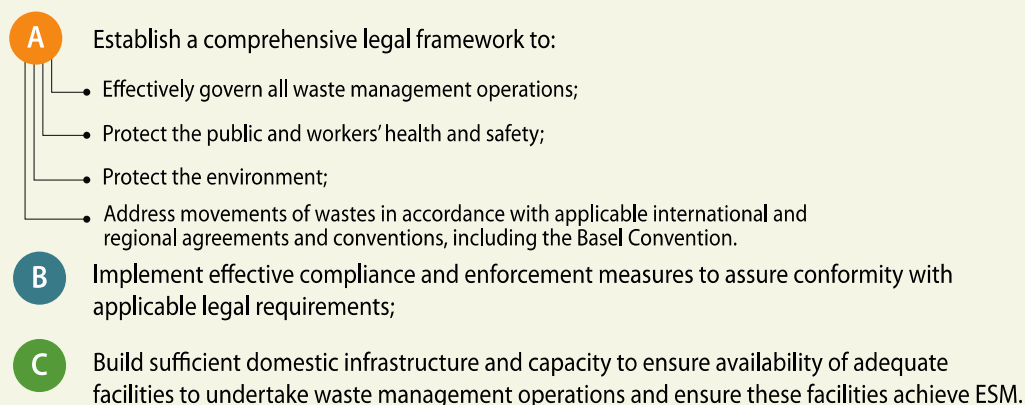 A
Establish a comprehensive legal framework to:
• Effectively govern all waste management operations;
• Protect the public and workers' health and safety;
• Protect the environment;
• Address movements of wastes in accordance with applicable international and
regional agreements and conventions, including the Basel Convention.
B
Implement effective compliance and enforcement measures to assure conformity with
applicable legal requirements;
C
Build sufficient domestic infrastructure and capacity to ensure availability of adequate
facilities to undertake waste management operations and ensure these facilities achieve ESM.